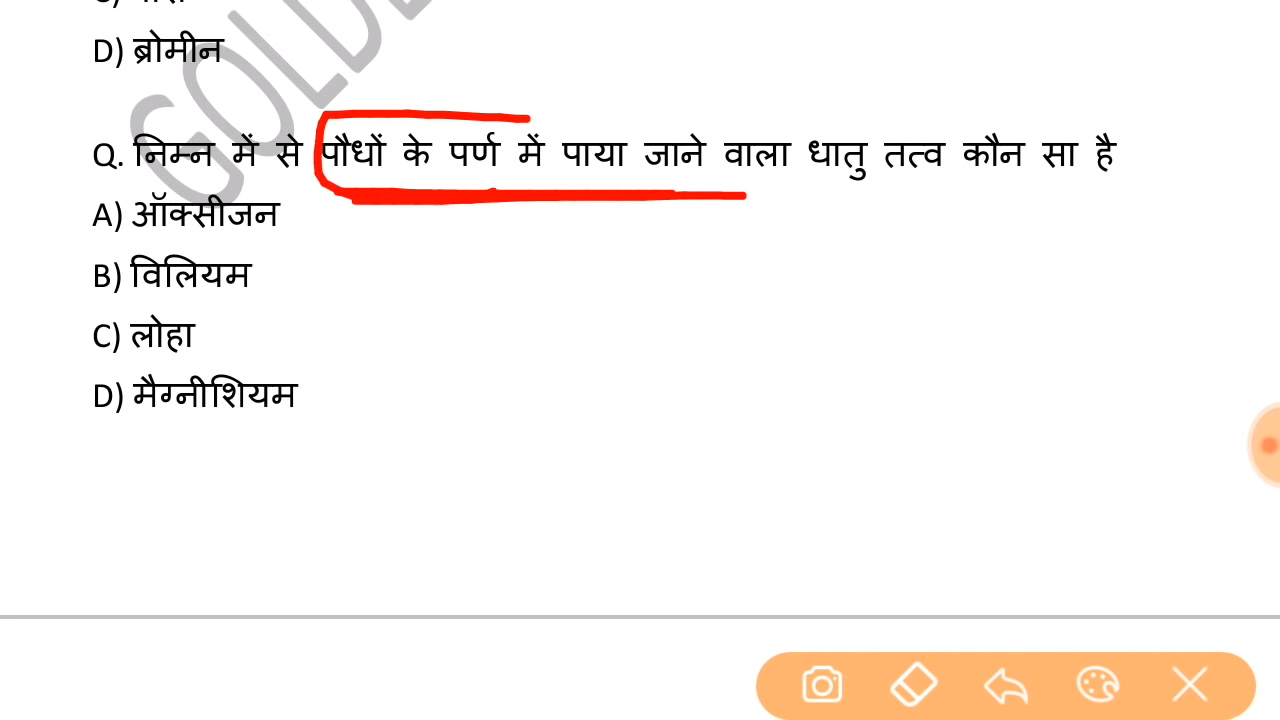 D) ब्रोमीन
Q. निम्न में से पौधों के पर्ण में पाया जाने वाला धातु तत्व कौन सा है
A) ऑक्सीजन
B) विलियम
C) लोहा
D) मैग्नीशियम